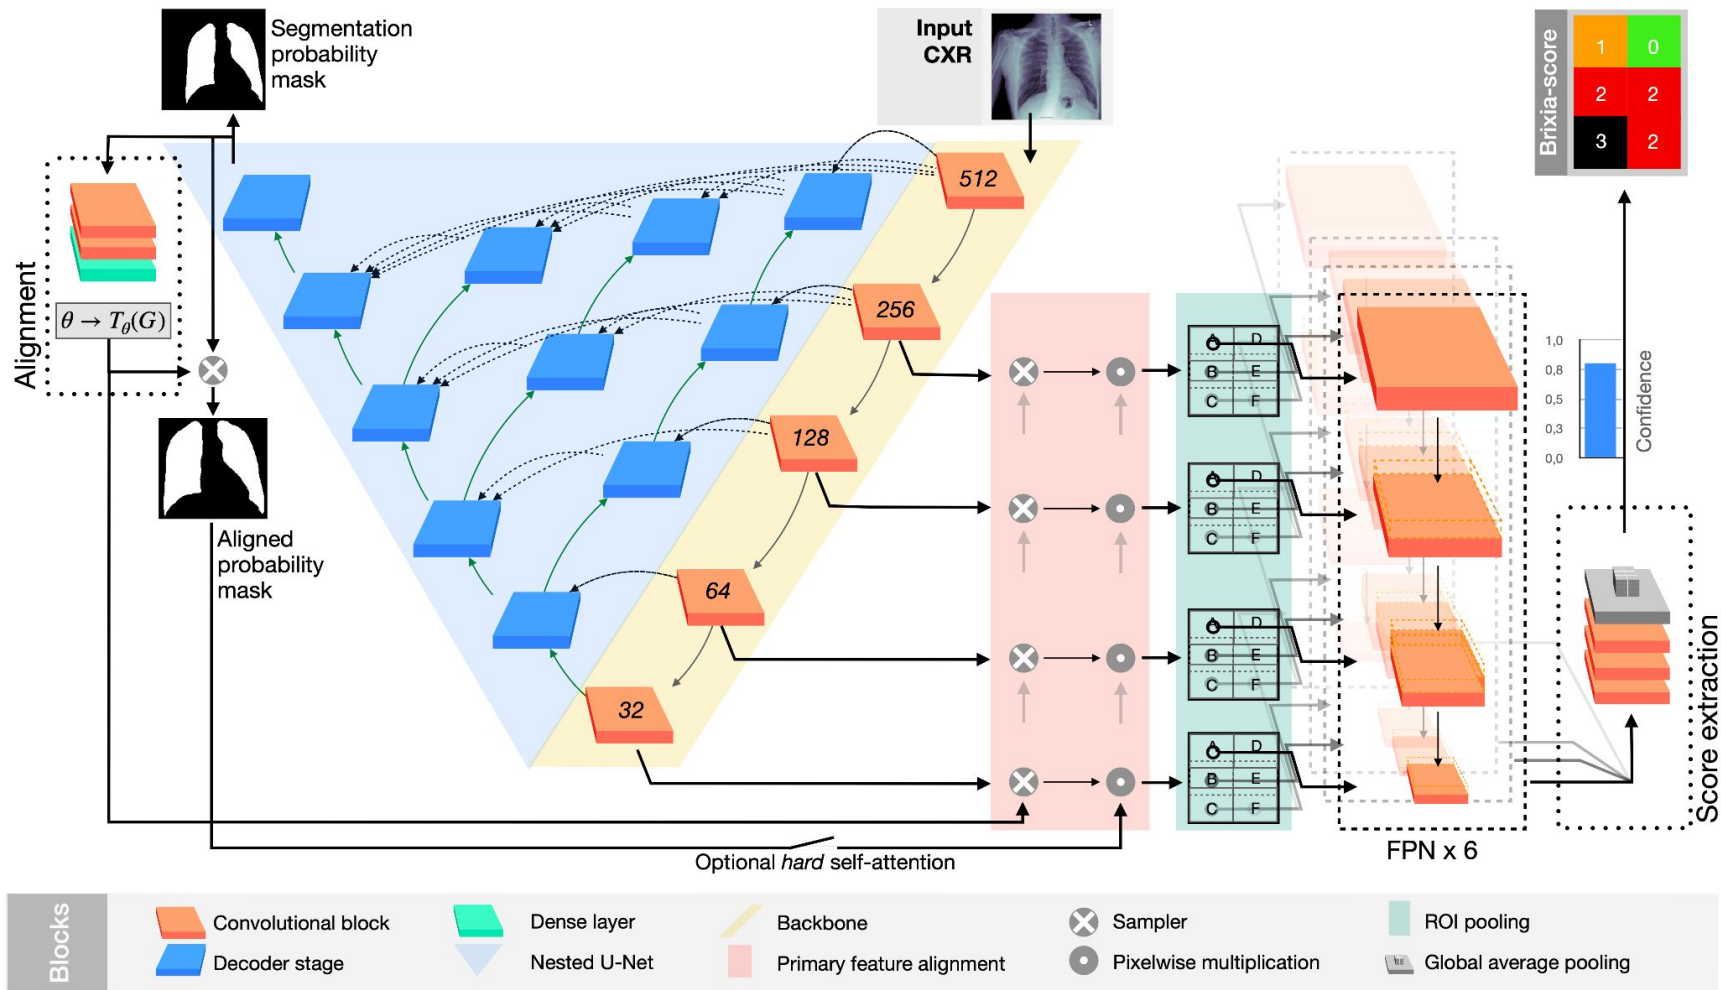 Segmentation
probability
mask
Input
CXR
Brixia-score
1 0
2 2
3 2
Alignment
θ → Tθ(G)
Aligned
probability
mask
512
256
128
64
32
A D
B E
C F
A D
B E
C F
A D
B E
C F
A D
B E
C F
1,0
0,8
0,5
0,3
0,0
Confidence
Score extraction
FPN x 6
Optional hard self-attention
Blocks
Convolutional block
Dense layer
Backbone
Sampler
ROI pooling
Decoder stage
Nested U-Net
Primary feature alignment
Pixelwise multiplication
Global average pooling